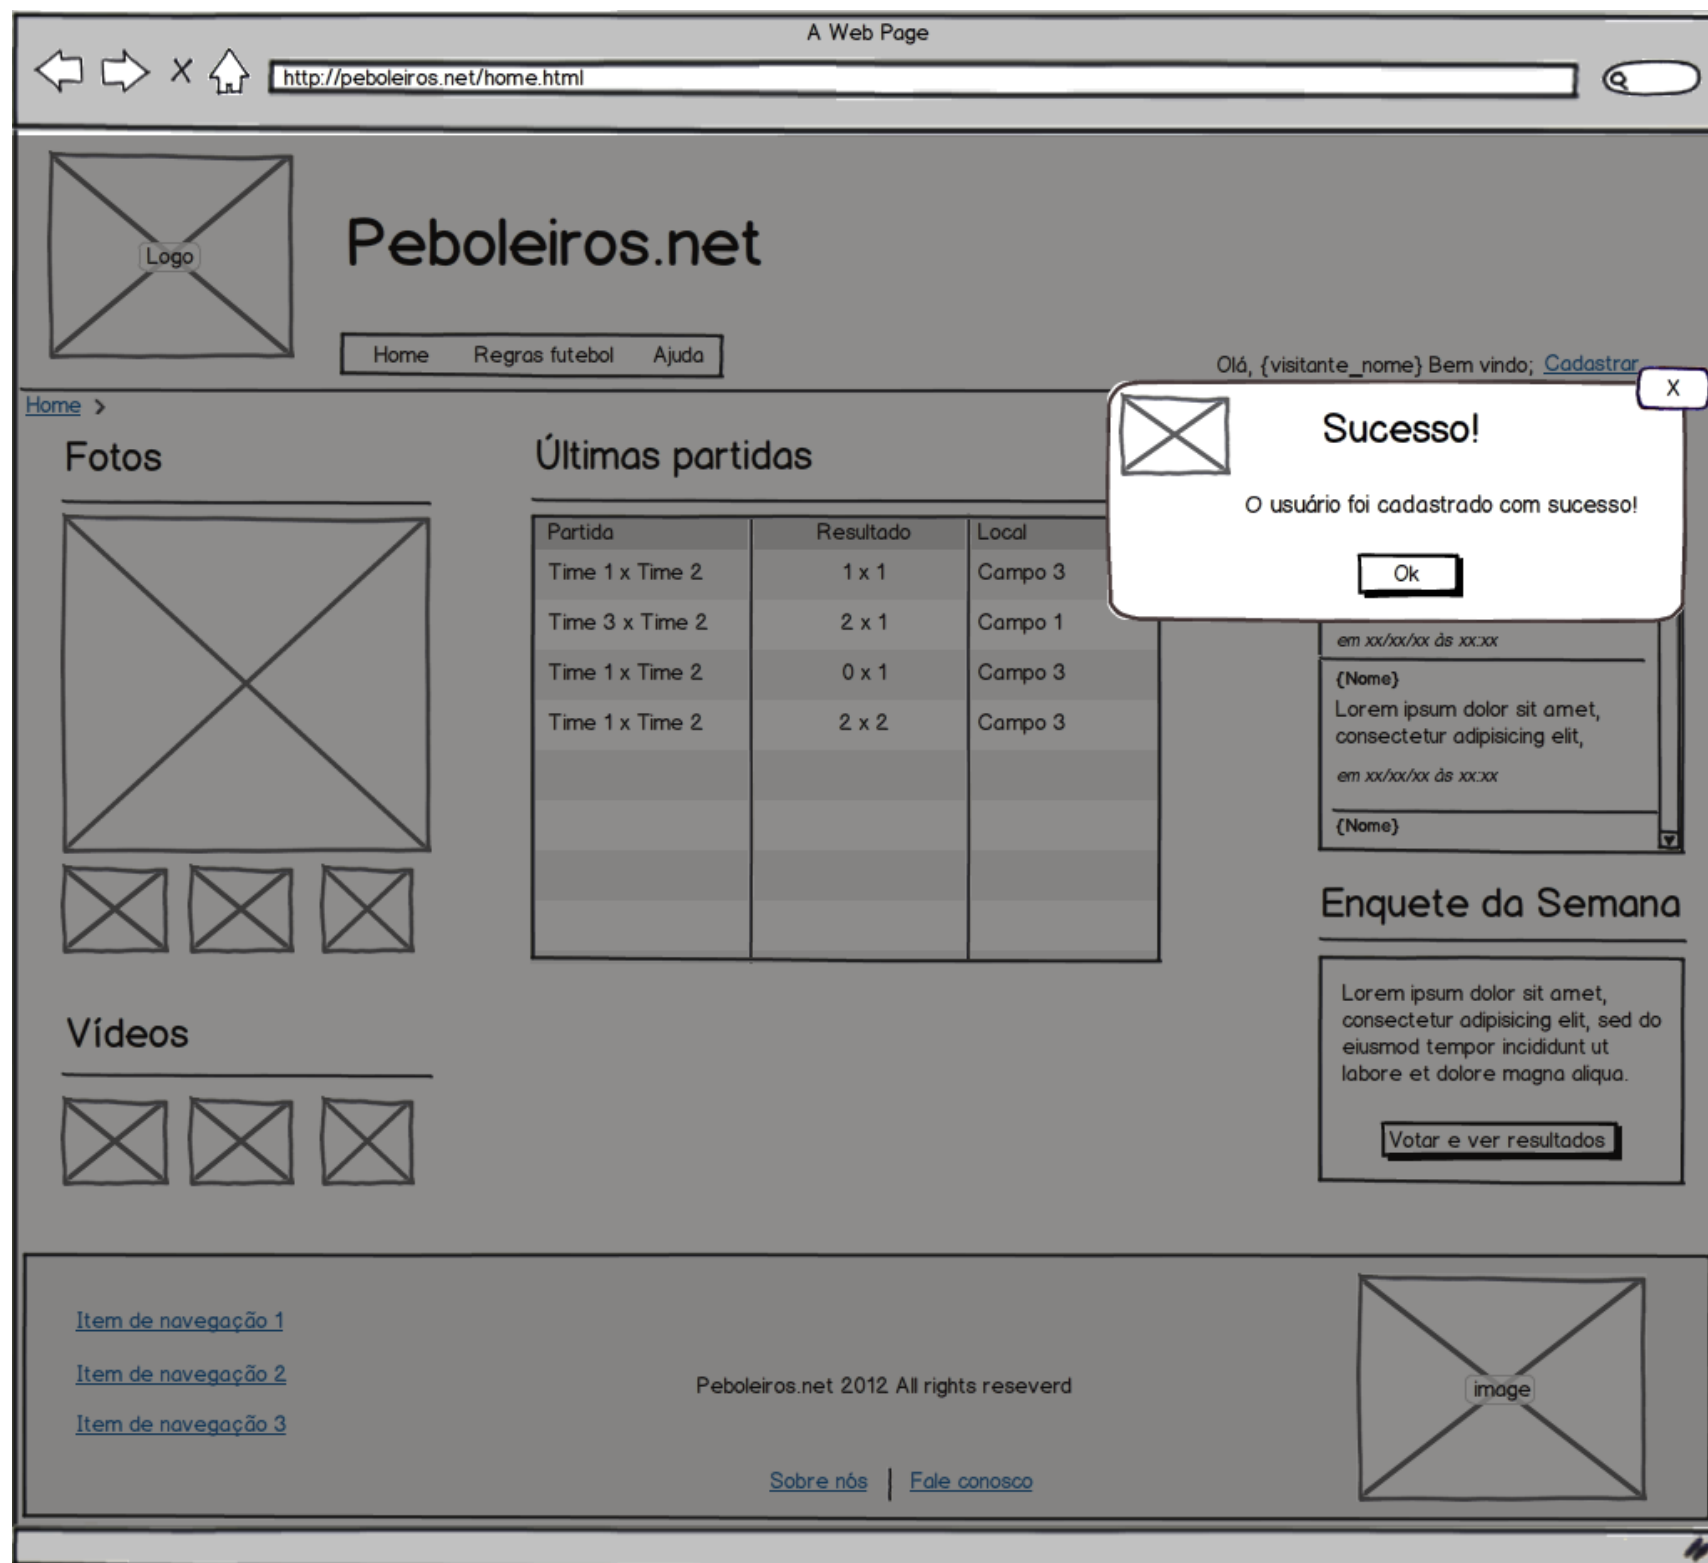 A Web Page
X
http://peboleiros.net/home.html
Logo
Peboleiros.net
Home Regras futebol Ajuda
Olá, {visitante_nome} Bem vindo; Cadastrar
Home >
X
Sucesso!
O usuário foi cadastrado com sucesso!
Ok
Fotos
Últimas partidas
Partida Resultado Local
Time 1 x Time 2 1 x 1 Campo 3
Time 3 x Time 2 2 x 1 Campo 1
Time 1 x Time 2 0 x 1 Campo 3
Time 1 x Time 2 2 x 2 Campo 3
em xx/xx/xx às xx:xx
{Nome}
Lorem ipsum dolor sit amet,
consectetur adipisicing elit,
em xx/xx/xx às xx:xx
{Nome}
Enquete da Semana
Lorem ipsum dolor sit amet,
consectetur adipisicing elit, sed do
eiusmod tempor incididunt ut
labore et dolore magna aliqua.
Votar e ver resultados
Vídeos
Item de navegação 1
Item de navegação 2
Item de navegação 3
Peboleiros.net 2012 All rights reseverd
Sobre nós | Fale conosco
image